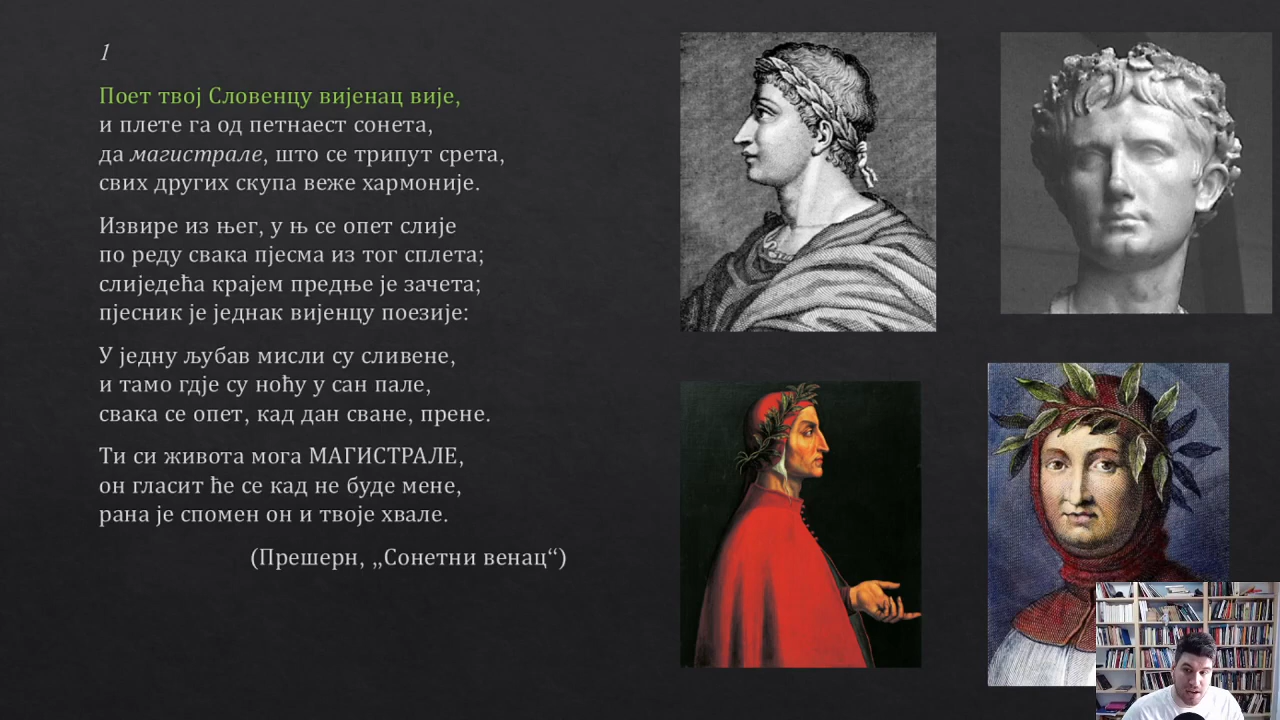 1
Поет твој Словенцу вијенац вије,
и плете га од петнаест сонета,
да магистрале, што се трипут срета,
свих других скупа веже хармоније.
Извире из њег, у њ се опет слије
по реду свака пјесма из тог сплета;
слиједећа крајем предње је зачета;
пјесник је једнак вијенцу поезије:
У једну љубав мисли су сливене,
и тамо гдје су ноћу у сан пале,
свака се опет, кад дан сване, прене.
Ти си живота мога МАГИСТРАЛЕ,
он гласит ће се кад не буде мене,
рана је спомен он и твоје хвале.
(Прешерн, „Сонетни венац“)